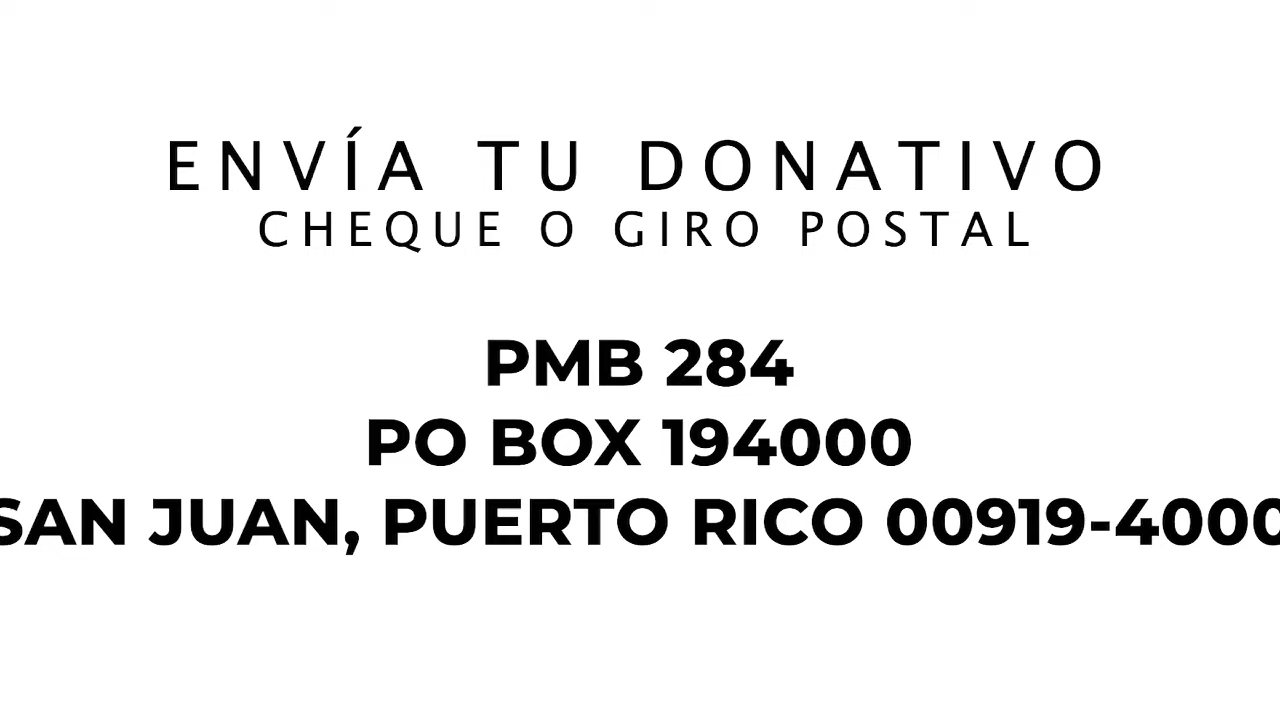 ENVÍA TU DONATIVO
CHEQUE O GIRO POSTAL
PMB 284
PO BOX 194000
SAN JUAN, PUERTO RICO 00919-4000